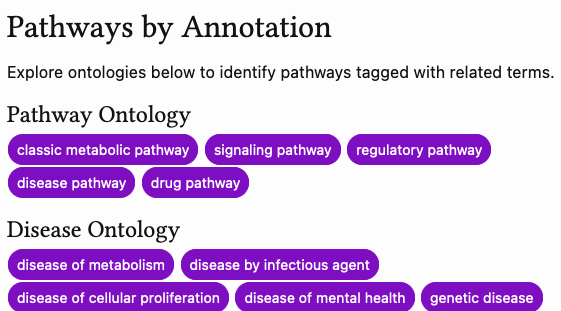 Pathways by Annotation
Explore ontologies below to identify pathways tagged with related terms.
Pathway Ontology
classic metabolic pathway signaling pathway regulatory pathway
disease pathway drug pathway
Disease Ontology
disease of metabolism disease by infectious agent
disease of cellular proliferation disease of mental health genetic disease